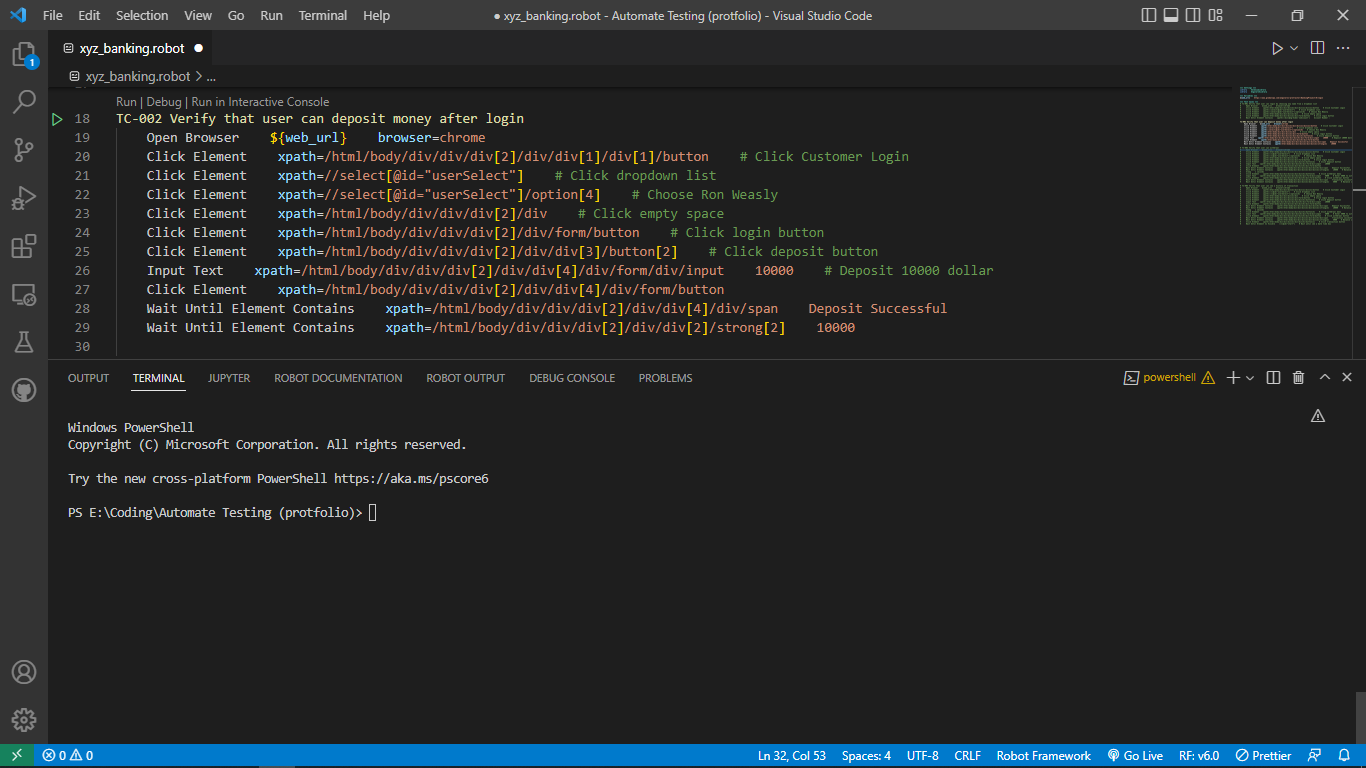 File Edit Selection View Go Run Terminal Help ● xyz_banking.robot - Automate Testing (protfolio) - Visual Studio Code
1
xyz_banking.robot ●
xyz_banking.robot > ...
Run | Debug | Run in Interactive Console
18 TC-002 Verify that user can deposit money after login
19 Open Browser    ${web_url}    browser=chrome
20 Click Element    xpath=/html/body/div/div/div[2]/div/div[1]/div[1]/button    # Click Customer Login
21 Click Element    xpath=//select[@id="userSelect"]    # Click dropdown list
22 Click Element    xpath=//select[@id="userSelect"]/option[4]    # Choose Ron Weasly
23 Click Element    xpath=/html/body/div/div/div[2]/div    # Click empty space
24 Click Element    xpath=/html/body/div/div/div[2]/div/form/button    # Click login button
25 Click Element    xpath=/html/body/div/div/div[2]/div/div[3]/button[2]    # Click deposit button
26 Input Text    xpath=/html/body/div/div/div[2]/div/div[4]/div/form/div/input    10000    # Deposit 10000 dollar
27 Click Element    xpath=/html/body/div/div/div[2]/div/div[4]/div/form/button
28 Wait Until Element Contains    xpath=/html/body/div/div/div[2]/div/div[4]/div/span    Deposit Successful
29 Wait Until Element Contains    xpath=/html/body/div/div/div[2]/div/div[2]/strong[2]    10000
30
OUTPUT TERMINAL JUPYTER ROBOT DOCUMENTATION ROBOT OUTPUT DEBUG CONSOLE PROBLEMS powershell
Windows PowerShell
Copyright (C) Microsoft Corporation. All rights reserved.
Try the new cross-platform PowerShell https://aka.ms/pscore6
PS E:\Coding\Automate Testing (protfolio)>
0 0 Ln 32, Col 53 Spaces: 4 UTF-8 CRLF Robot Framework Go Live RF: v6.0 Prettier